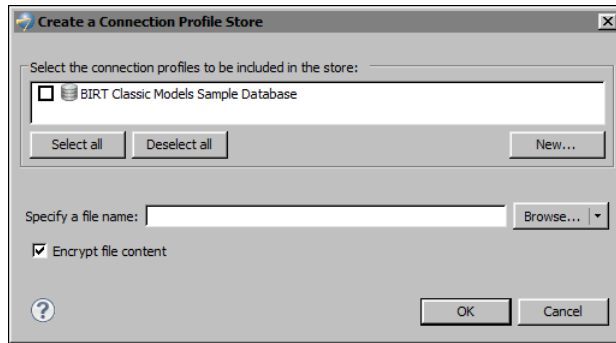 Create a Connection Profile Store
Select the connection profiles to be included in the store:
BIRT Classic Models Sample Database
Select all Deselect all New...
Specify a file name: Browse...
Encrypt file content
? OK Cancel